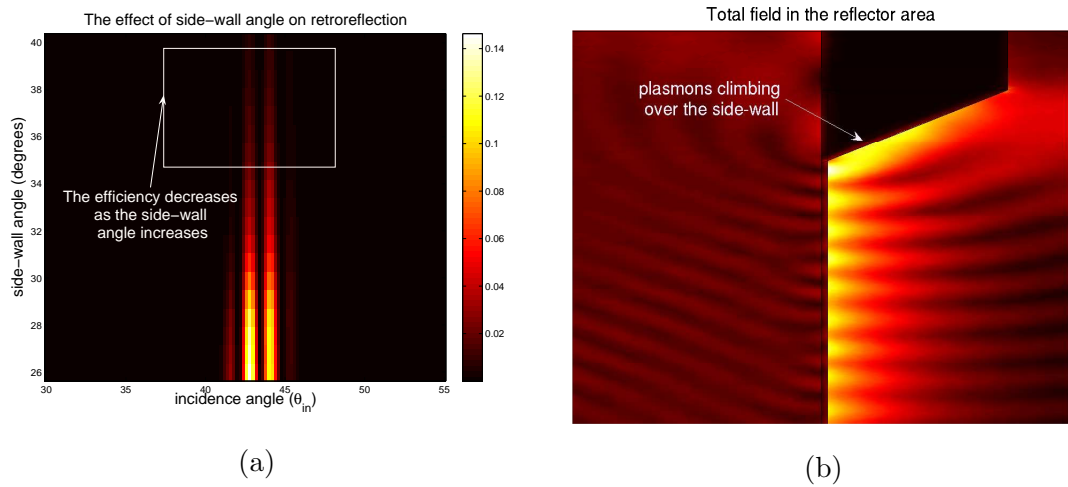 The effect of side−wall angle on retroreflection
40
38
36
34
32
30
28
26
side−wall angle (degrees)
The efficiency decreases
as the side−wall
angle increases
30
40
45
50
55
incidence angle (θin)
0.14
0.12
0.1
0.08
0.06
0.04
0.02
(a)
Total field in the reflector area
plasmons climbing
over the side-wall
(b)